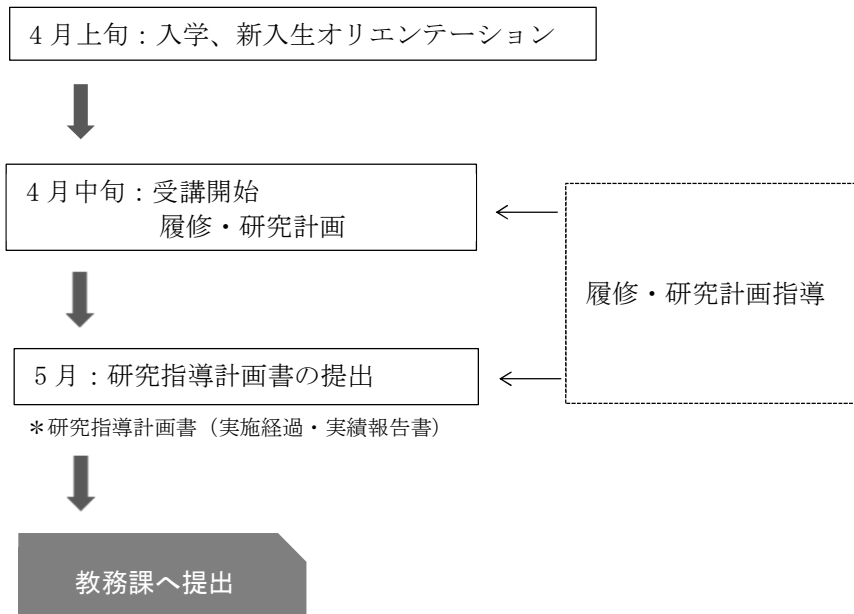 ４月上旬：入学、新入生オリエンテーション
４月中旬：受講開始
履修・研究計画
履修・研究計画指導
５月：研究指導計画書の提出
＊研究指導計画書（実施経過・実績報告書）
教務課へ提出